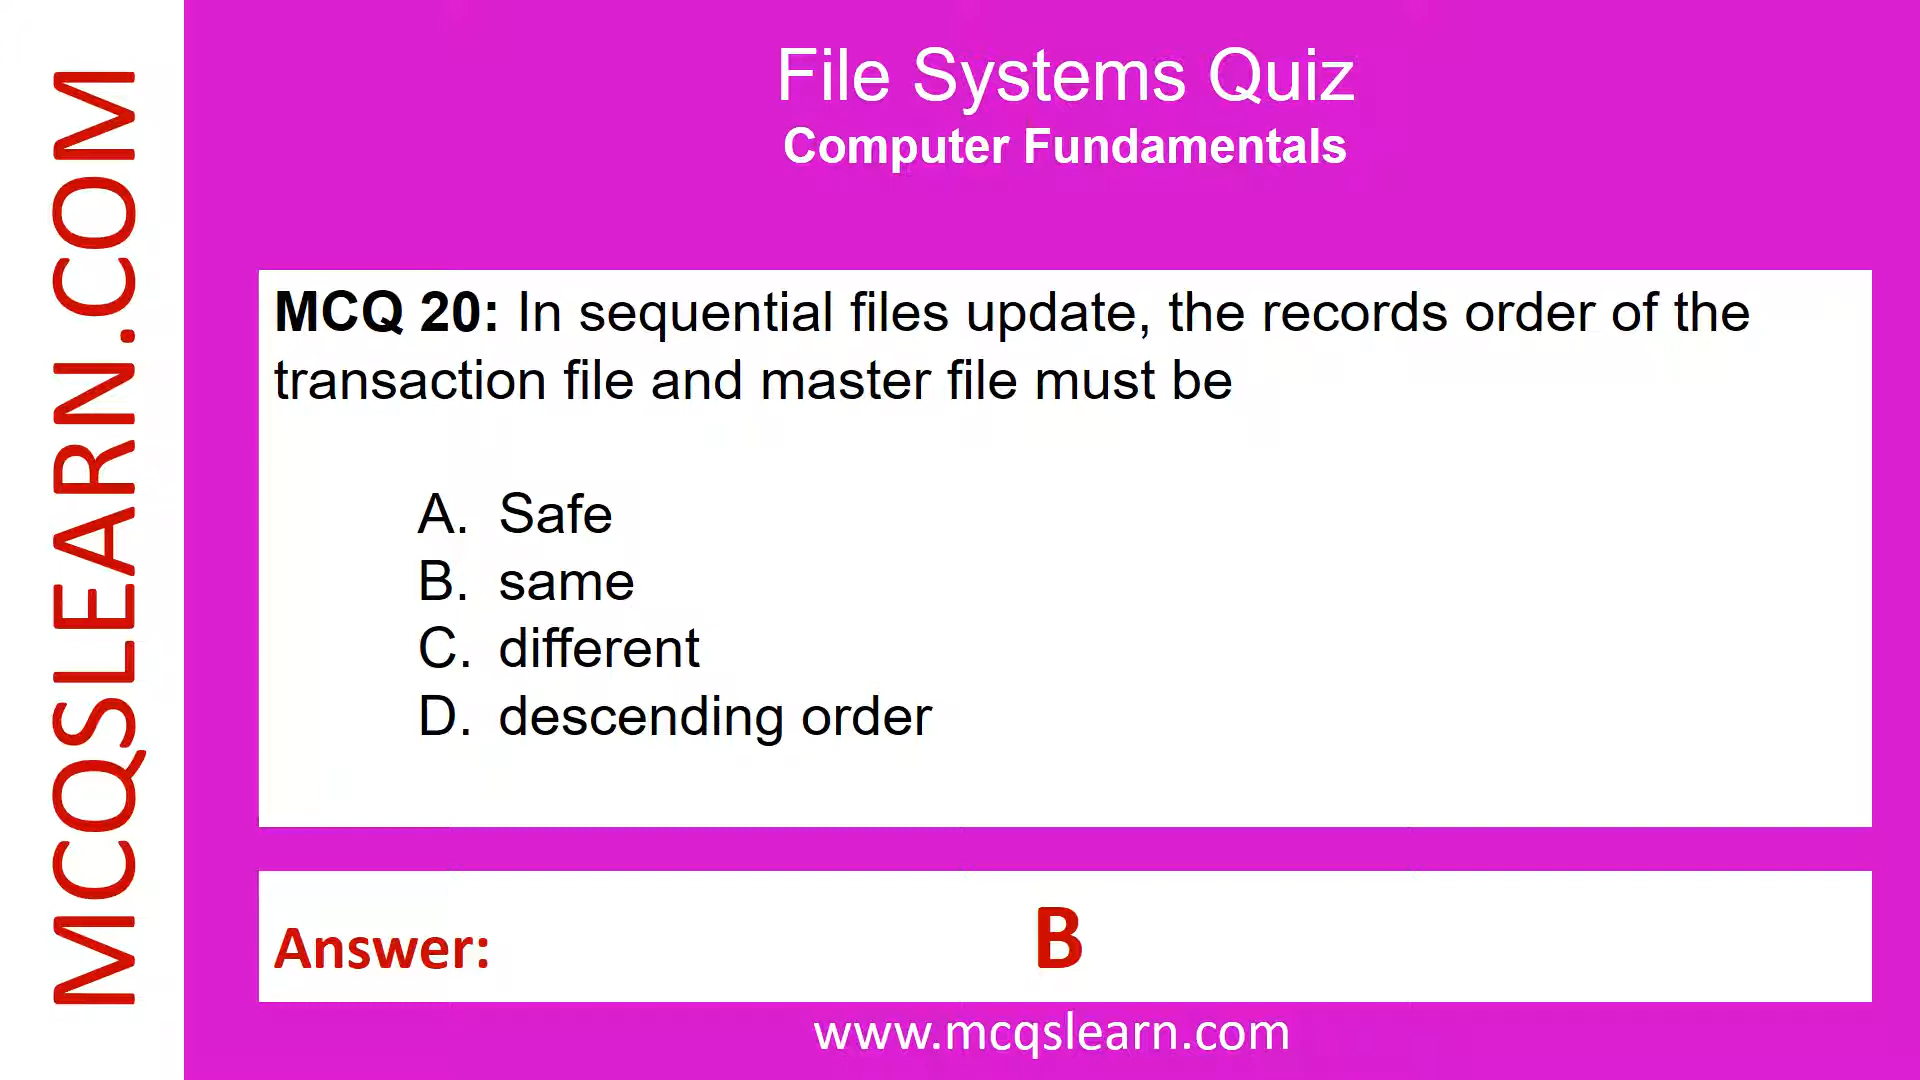 MCQSLEARN.COM
File Systems Quiz
Computer Fundamentals
MCQ 20: In sequential files update, the records order of the
transaction file and master file must be
A. Safe
B. same
C. different
D. descending order
Answer: B
www.mcqslearn.com